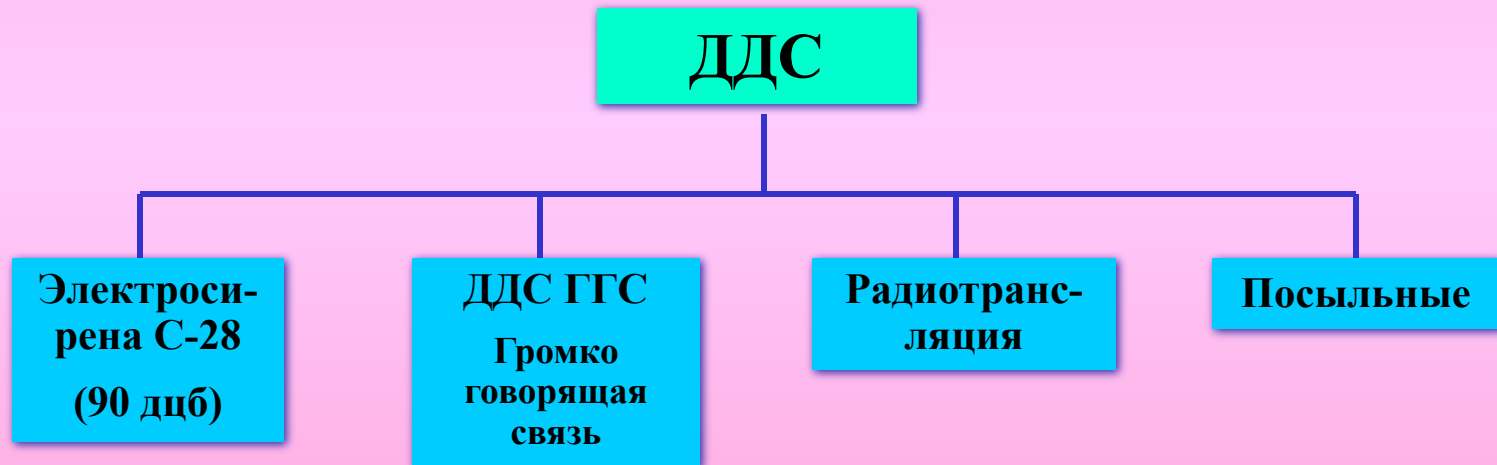 ДДС
Электроси-
рена С-28
(90 дцб)
ДДС ГГС
Громко
говорящая
связь
Радиотранс-
ляция
Посыльные